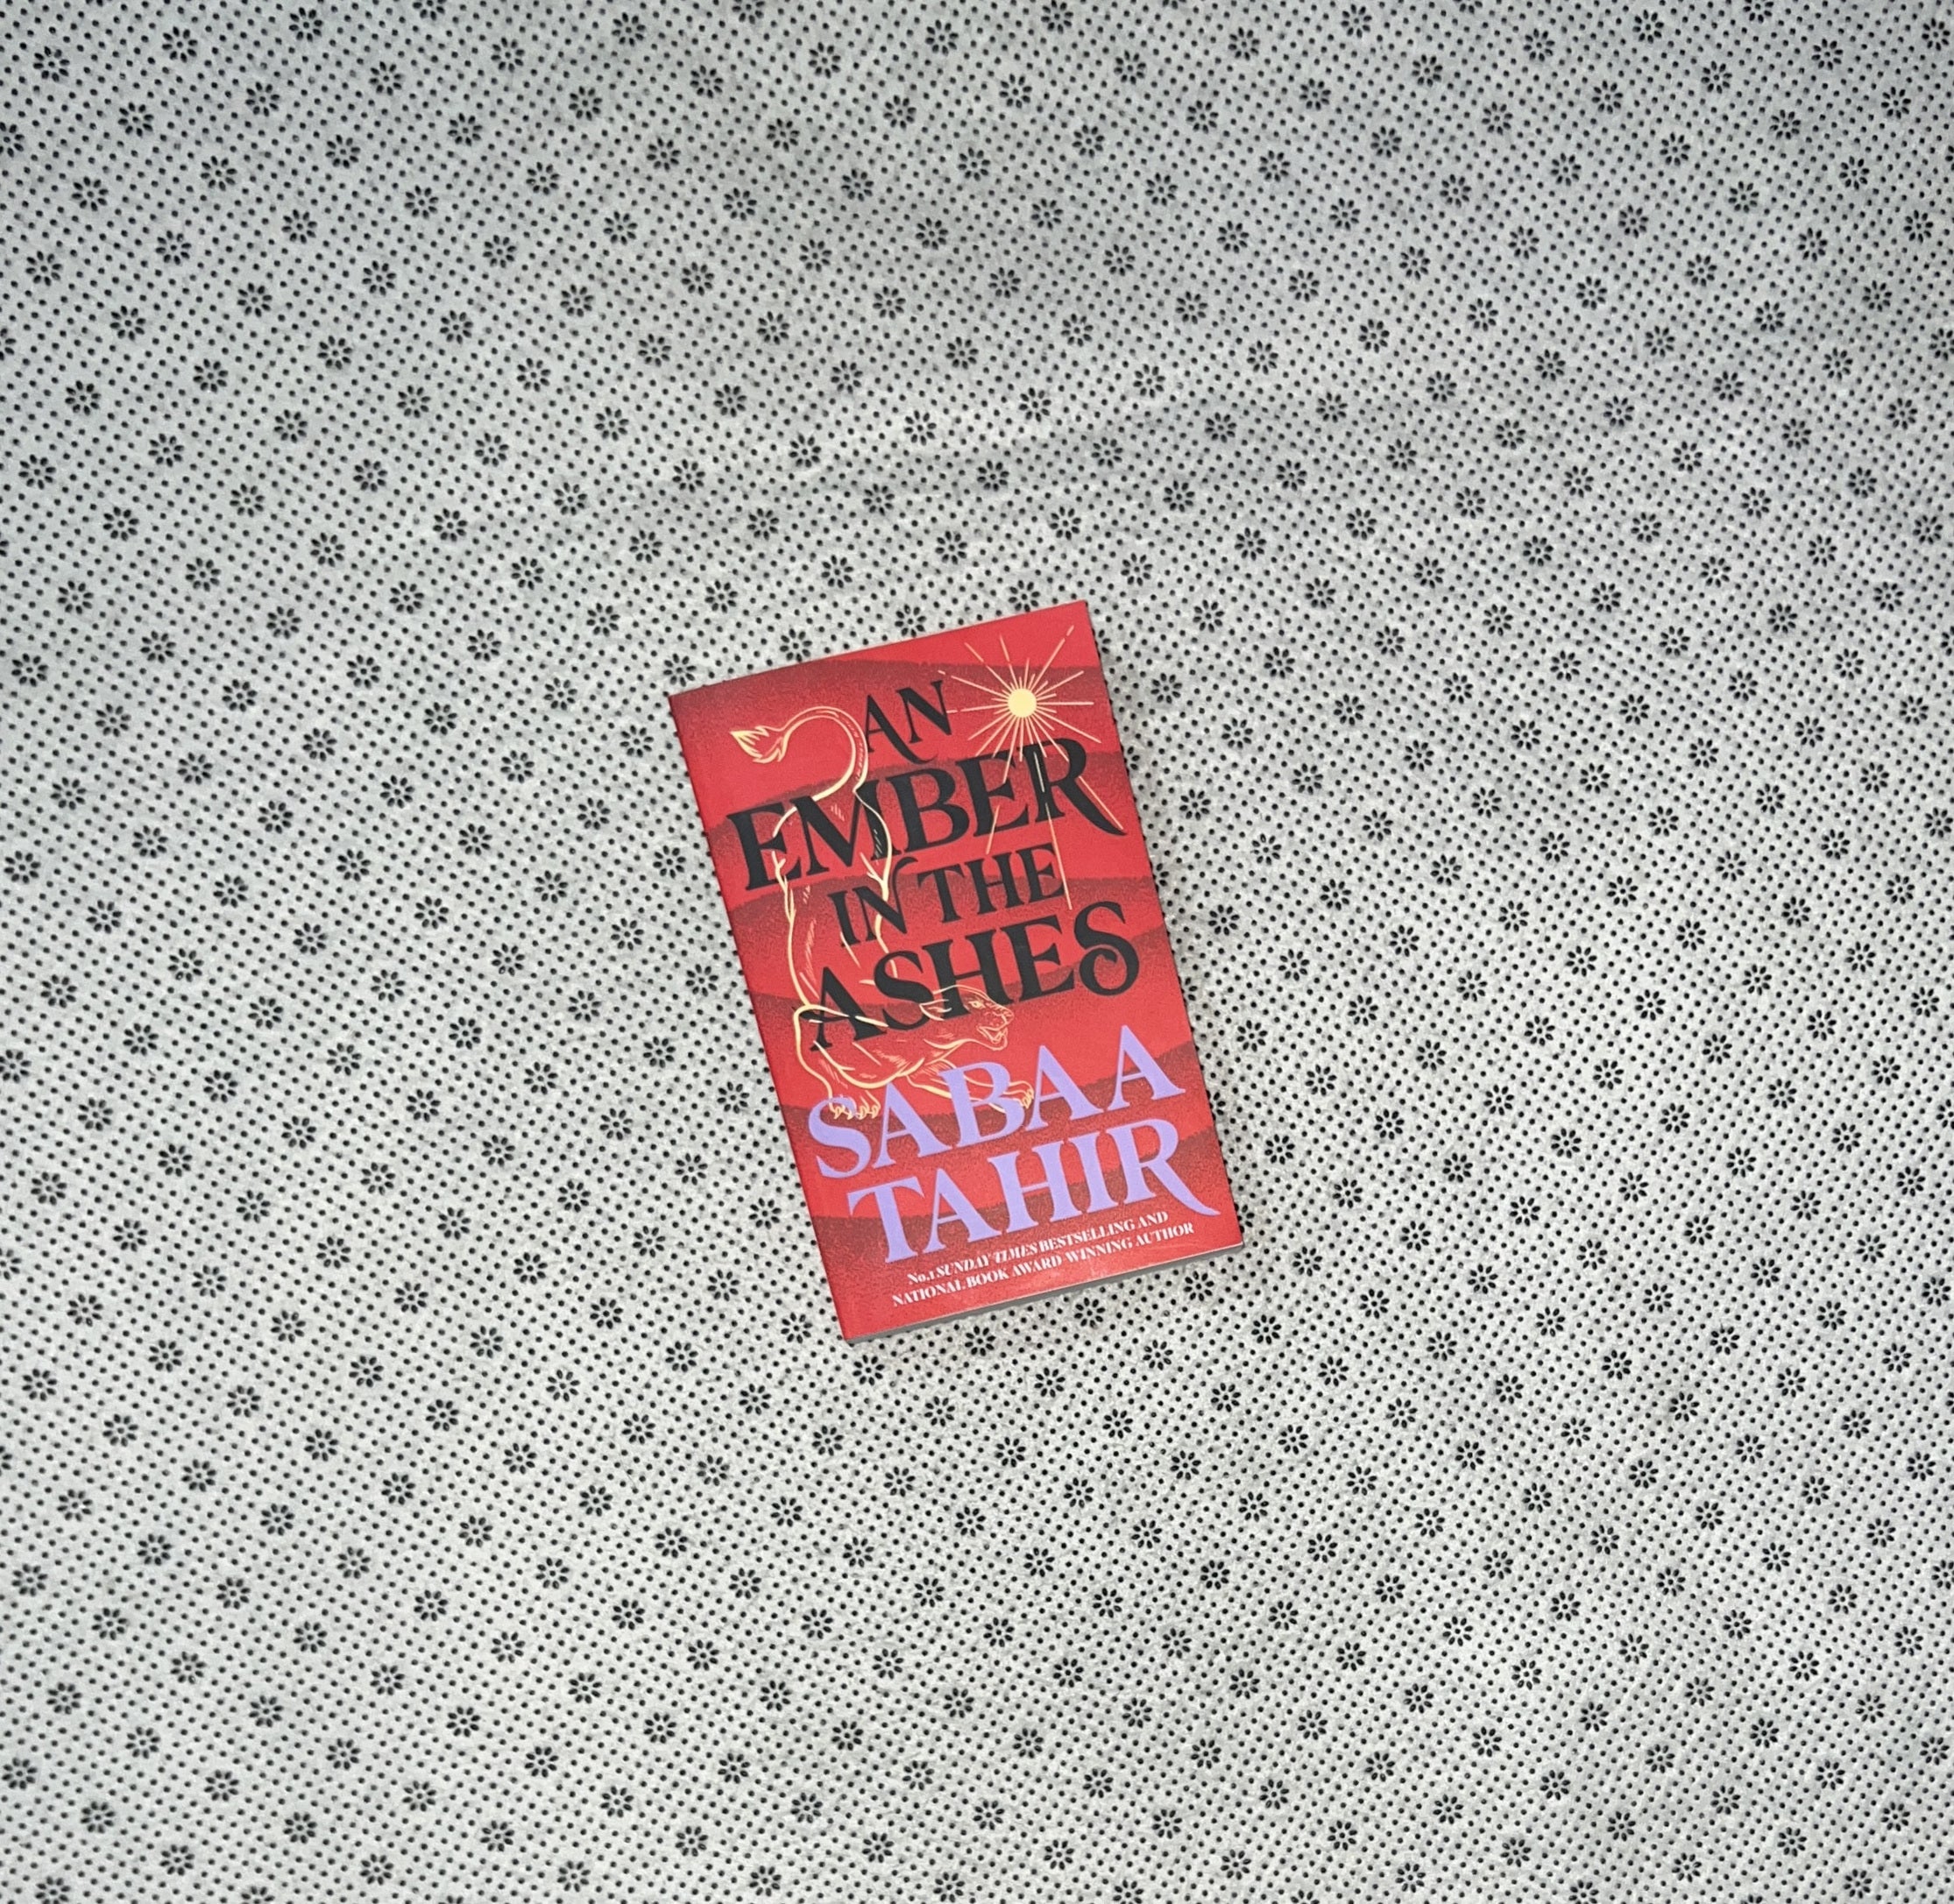 AN
EMBER
IN THE
ASHES
SABAA
TAHIR
No.1 SUNDAY TIMES BESTSELLING AND
NATIONAL BOOK AWARD-WINNING AUTHOR